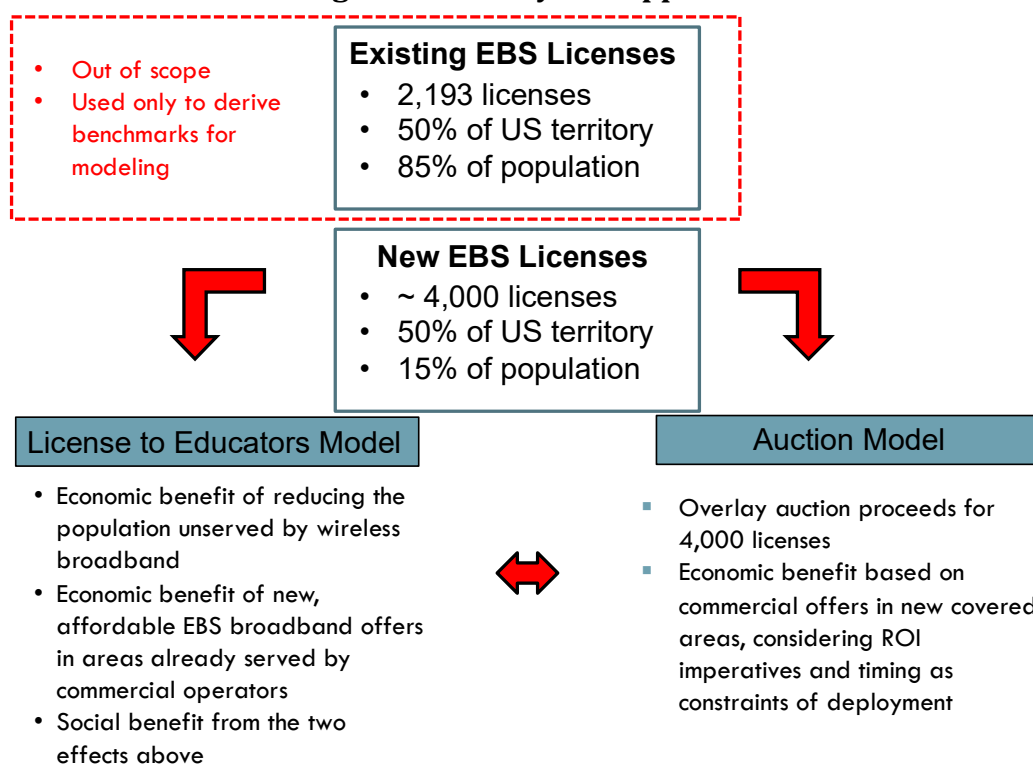 • Out of scope
• Used only to derive
benchmarks for
modeling
Existing EBS Licenses
• 2,193 licenses
• 50% of US territory
• 85% of population
New EBS Licenses
• ~ 4,000 licenses
• 50% of US territory
• 15% of population
License to Educators Model
• Economic benefit of reducing the
population unserved by wireless
broadband
• Economic benefit of new,
affordable EBS broadband offers
in areas already served by
commercial operators
• Social benefit from the two
effects above
Auction Model
▪ Overlay auction proceeds for
4,000 licenses
▪ Economic benefit based on
commercial offers in new covered
areas, considering ROI
imperatives and timing as
constraints of deployment